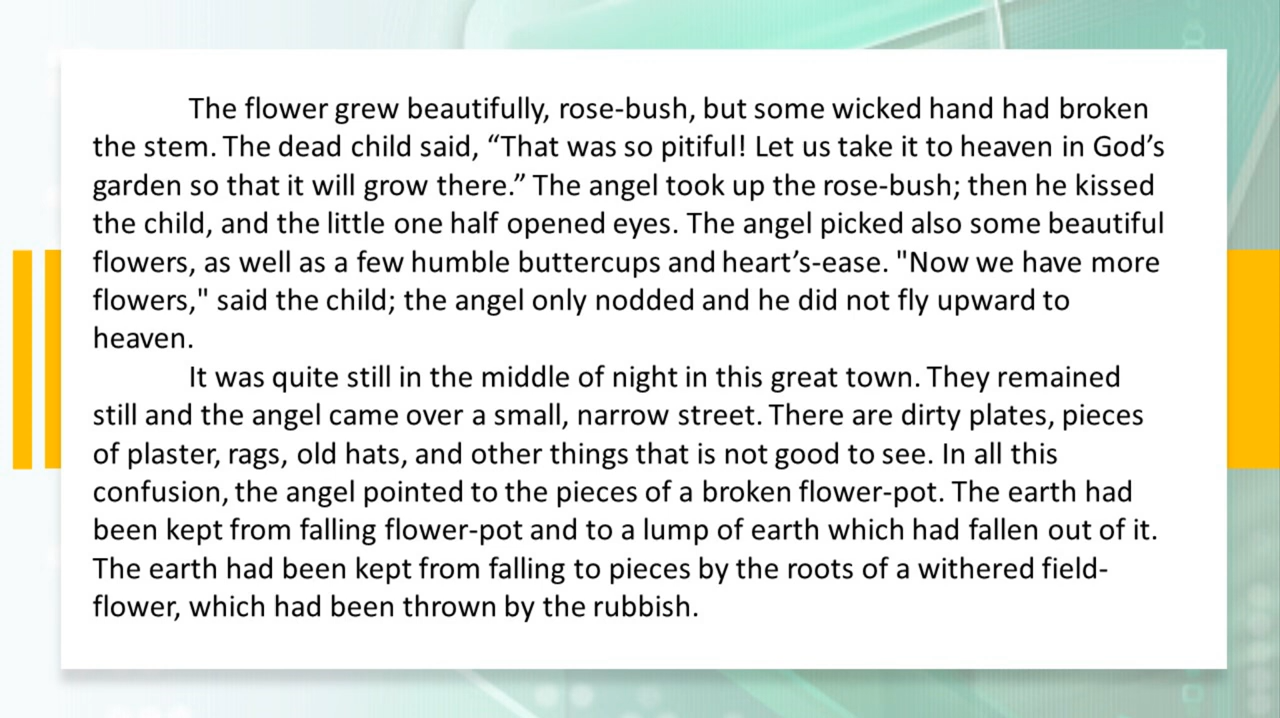 The flower grew beautifully, rose-bush, but some wicked hand had broken
the stem. The dead child said, “That was so pitiful! Let us take it to heaven in God’s
garden so that it will grow there.” The angel took up the rose-bush; then he kissed
the child, and the little one half opened eyes. The angel picked also some beautiful
flowers, as well as a few humble buttercups and heart’s-ease. "Now we have more
flowers," said the child; the angel only nodded and he did not fly upward to
heaven.
It was quite still in the middle of night in this great town. They remained
still and the angel came over a small, narrow street. There are dirty plates, pieces
of plaster, rags, old hats, and other things that is not good to see. In all this
confusion, the angel pointed to the pieces of a broken flower-pot. The earth had
been kept from falling flower-pot and to a lump of earth which had fallen out of it.
The earth had been kept from falling to pieces by the roots of a withered field-
flower, which had been thrown by the rubbish.